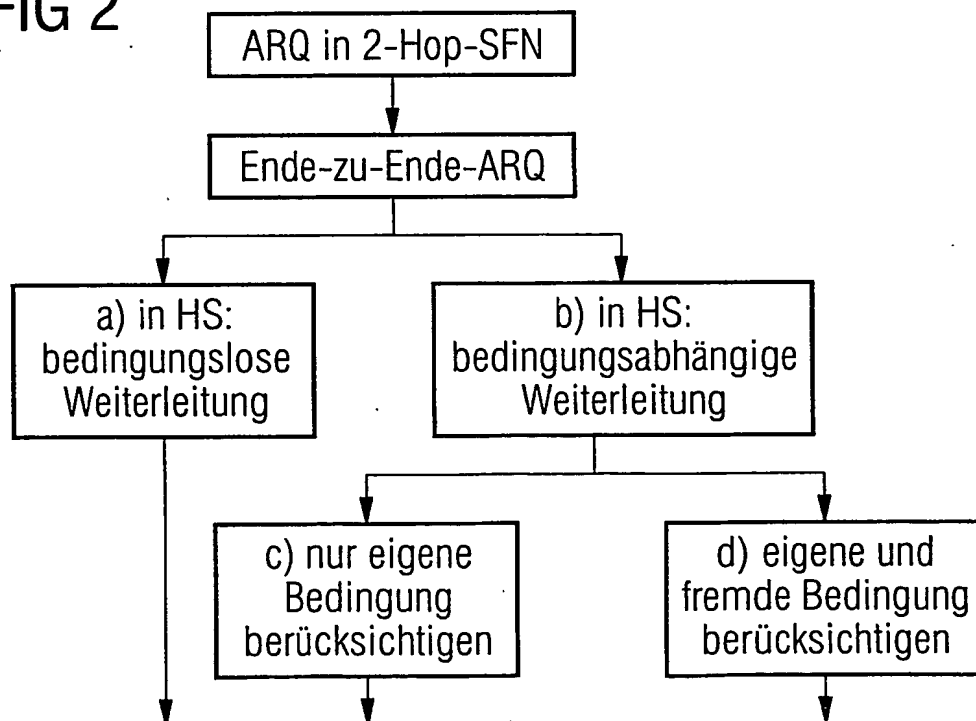 FIG 2
ARQ in 2-Hop-SFN
Ende-zu-Ende-ARQ
a) in HS:
bedingungslose
Weiterleitung
b) in HS:
bedingungsabhängige
Weiterleitung
c) nur eigene
Bedingung
berücksichtigen
d) eigene und
fremde Bedingung
berücksichtigen